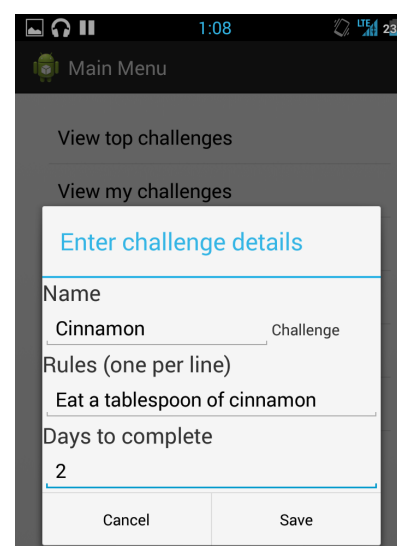 1:08
LTE 23
Main Menu
View top challenges
View my challenges
Enter challenge details
Name
Cinnamon Challenge
Rules (one per line)
Eat a tablespoon of cinnamon
Days to complete
2
Cancel Save